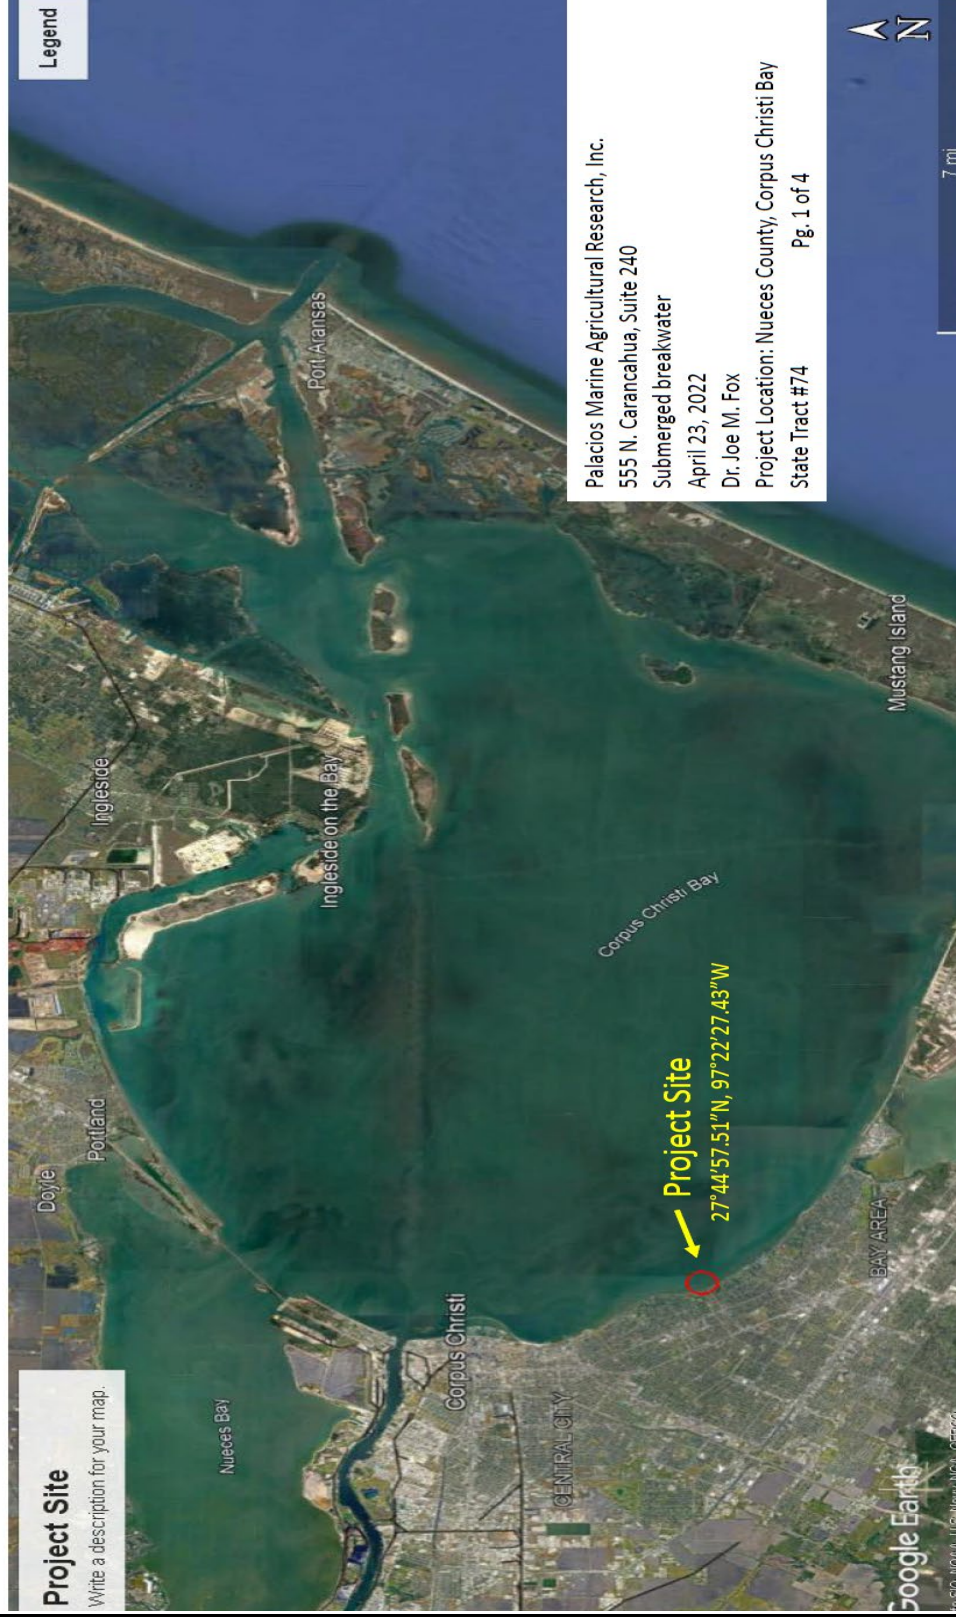 Project Site
Write a description for your map.
Legend
Doyle
Portland
Ingleside
Nueces Bay
Ingleside on the Bay
Port Aransas
Corpus Christi
CENTRAL CITY
Corpus Christi Bay
Project Site
27°44'57.51"N, 97°22'27.43"W
BAY AREA
Mustang Island
Palacios Marine Agricultural Research, Inc.
555 N. Carancahua, Suite 240
Submerged breakwater
April 23, 2022
Dr. Joe M. Fox
Project Location: Nueces County, Corpus Christi Bay
State Tract #74 Pg. 1 of 4
Google Earth
N
7 mi